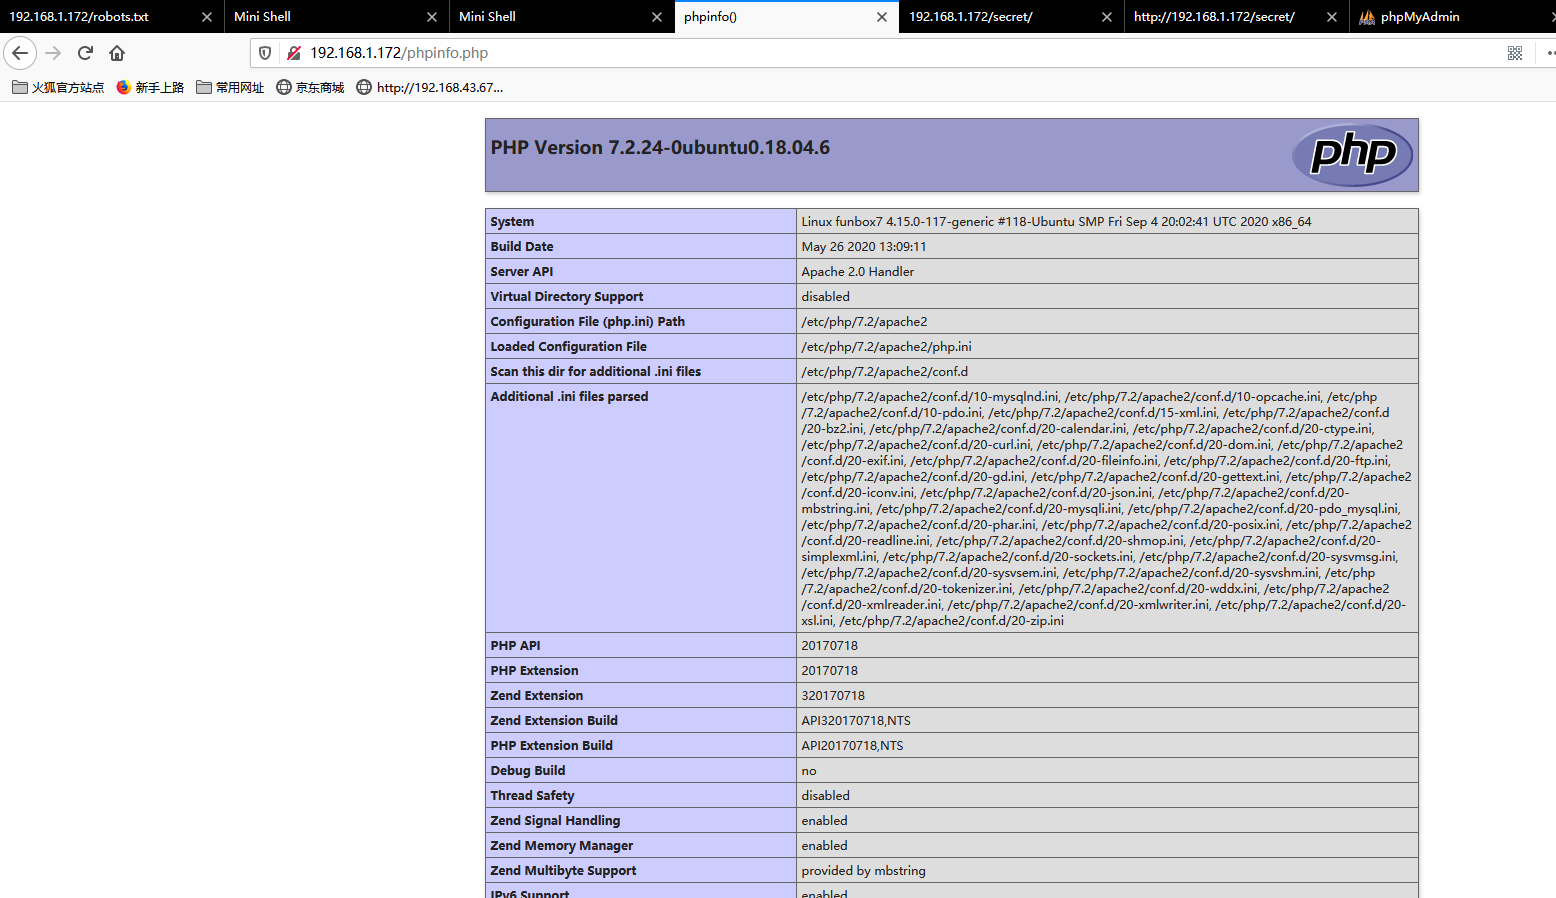 192.168.1.172/robots.txt
Mini Shell
Mini Shell
phpinfo()
192.168.1.172/secret/
http://192.168.1.172/secret/
phpMyAdmin
192.168.1.172/phpinfo.php
火狐官方站点
新手上路
常用网址
京东商城
http://192.168.43.67...
PHP Version 7.2.24-0ubuntu0.18.04.6
php
System
Linux funbox7 4.15.0-117-generic #118-Ubuntu SMP Fri Sep 4 20:02:41 UTC 2020 x86_64
Build Date
May 26 2020 13:09:11
Server API
Apache 2.0 Handler
Virtual Directory Support
disabled
Configuration File (php.ini) Path
/etc/php/7.2/apache2
Loaded Configuration File
/etc/php/7.2/apache2/php.ini
Scan this dir for additional .ini files
/etc/php/7.2/apache2/conf.d
Additional .ini files parsed
/etc/php/7.2/apache2/conf.d/10-mysqlnd.ini, /etc/php/7.2/apache2/conf.d/10-opcache.ini, /etc/php
/7.2/apache2/conf.d/10-pdo.ini, /etc/php/7.2/apache2/conf.d/15-xml.ini, /etc/php/7.2/apache2/conf.d
/20-bz2.ini, /etc/php/7.2/apache2/conf.d/20-calendar.ini, /etc/php/7.2/apache2/conf.d/20-ctype.ini,
/etc/php/7.2/apache2/conf.d/20-curl.ini, /etc/php/7.2/apache2/conf.d/20-dom.ini, /etc/php/7.2/apache2
/conf.d/20-exif.ini, /etc/php/7.2/apache2/conf.d/20-fileinfo.ini, /etc/php/7.2/apache2/conf.d/20-ftp.ini,
/etc/php/7.2/apache2/conf.d/20-gd.ini, /etc/php/7.2/apache2/conf.d/20-gettext.ini, /etc/php/7.2/apache2
/conf.d/20-iconv.ini, /etc/php/7.2/apache2/conf.d/20-json.ini, /etc/php/7.2/apache2/conf.d/20-
mbstring.ini, /etc/php/7.2/apache2/conf.d/20-mysqli.ini, /etc/php/7.2/apache2/conf.d/20-pdo_mysql.ini,
/etc/php/7.2/apache2/conf.d/20-phar.ini, /etc/php/7.2/apache2/conf.d/20-posix.ini, /etc/php/7.2/apache2
/conf.d/20-readline.ini, /etc/php/7.2/apache2/conf.d/20-shmop.ini, /etc/php/7.2/apache2/conf.d/20-
simplexml.ini, /etc/php/7.2/apache2/conf.d/20-sockets.ini, /etc/php/7.2/apache2/conf.d/20-sysvmsg.ini,
/etc/php/7.2/apache2/conf.d/20-sysvsem.ini, /etc/php/7.2/apache2/conf.d/20-sysvshm.ini, /etc/php
/7.2/apache2/conf.d/20-tokenizer.ini, /etc/php/7.2/apache2/conf.d/20-wddx.ini, /etc/php/7.2/apache2
/conf.d/20-xmlreader.ini, /etc/php/7.2/apache2/conf.d/20-xmlwriter.ini, /etc/php/7.2/apache2/conf.d/20-
xsl.ini, /etc/php/7.2/apache2/conf.d/20-zip.ini
PHP API
20170718
PHP Extension
20170718
Zend Extension
320170718
Zend Extension Build
API320170718,NTS
PHP Extension Build
API20170718,NTS
Debug Build
no
Thread Safety
disabled
Zend Signal Handling
enabled
Zend Memory Manager
enabled
Zend Multibyte Support
provided by mbstring
IPv6 Support
enabled